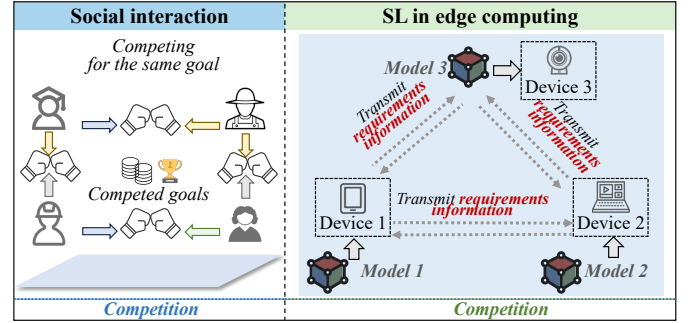 Social interaction
Competing
for the same goal
Competed goals
Competition
SL in edge computing
Model 3
Device 3
Transmit
requirements
information
Transmit
requirements
information
Transmit requirements
information
Device 1
Device 2
Model 1
Model 2
Competition